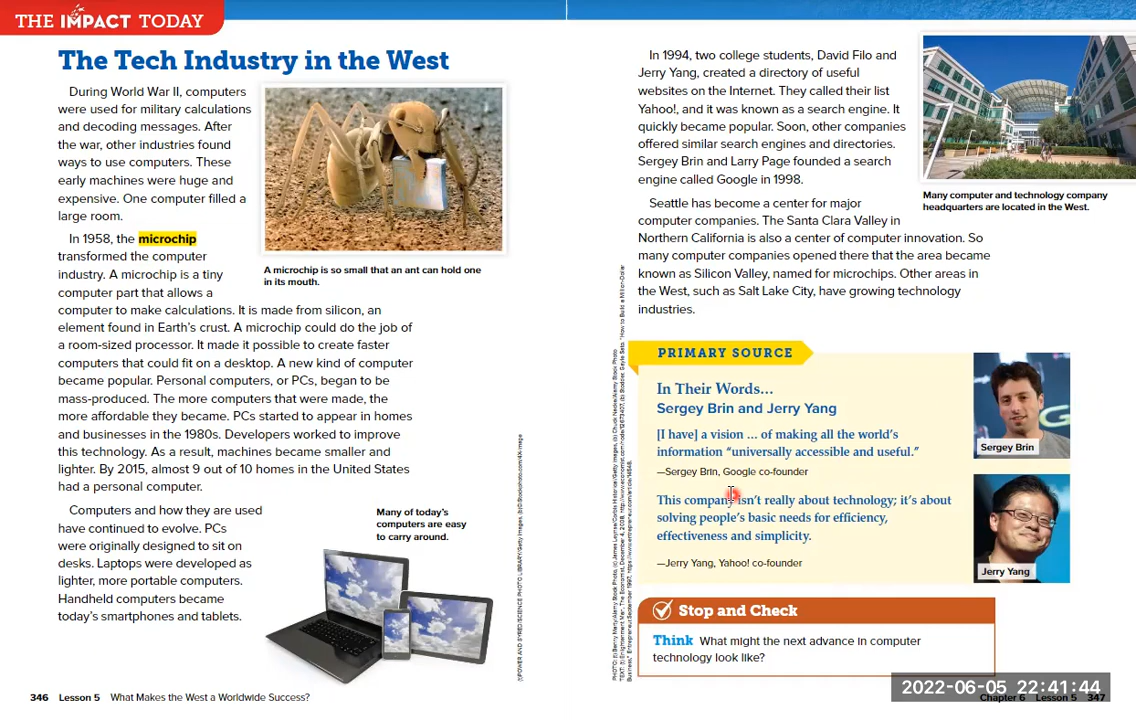 THE IMPACT TODAY
The Tech Industry in the West
During World War II, computers
were used for military calculations
and decoding messages. After
the war, other industries found
ways to use computers. These
early machines were huge and
expensive. One computer filled a
large room.
In 1958, the microchip
transformed the computer
industry. A microchip is a tiny
computer part that allows a
computer to make calculations. It is made from silicon, an
element found in Earth's crust. A microchip could do the job of
a room-sized processor. It made it possible to create faster
computers that could fit on a desktop. A new kind of computer
became popular. Personal computers, or PCs, began to be
mass-produced. The more computers that were made, the
more affordable they became. PCs started to appear in homes
and businesses in the 1980s. Developers worked to improve
this technology. As a result, machines became smaller and
lighter. By 2015, almost 9 out of 10 homes in the United States
had a personal computer.
A microchip is so small that an ant can hold one
in its mouth.
Computers and how they are used
have continued to evolve. PCs
were originally designed to sit on
desks. Laptops were developed as
lighter, more portable computers.
Handheld computers became
today's smartphones and tablets.
Many of today's
computers are easy
to carry around.
346 Lesson 5 What Makes the West a Worldwide Success?
In 1994, two college students, David Filo and
Jerry Yang, created a directory of useful
websites on the Internet. They called their list
Yahoo!, and it was known as a search engine. It
quickly became popular. Soon, other companies
offered similar search engines and directories.
Sergey Brin and Larry Page founded a search
engine called Google in 1998.
Many computer and technology company
headquarters are located in the West.
Seattle has become a center for major
computer companies. The Santa Clara Valley in
Northern California is also a center of computer innovation. So
many computer companies opened there that the area became
known as Silicon Valley, named for microchips. Other areas in
the West, such as Salt Lake City, have growing technology
industries.
PRIMARY SOURCE
In Their Words...
Sergey Brin and Jerry Yang
[I have] a vision ... of making all the world's
information "universally accessible and useful."
—Sergey Brin, Google co-founder
This company isn't really about technology; it's about
solving people's basic needs for efficiency,
effectiveness and simplicity.
—Jerry Yang, Yahoo! co-founder
Sergey Brin
Jerry Yang
Stop and Check
Think What might the next advance in computer
technology look like?
2022-06-05 22:41:44
Chapter 6 Lesson 5 347